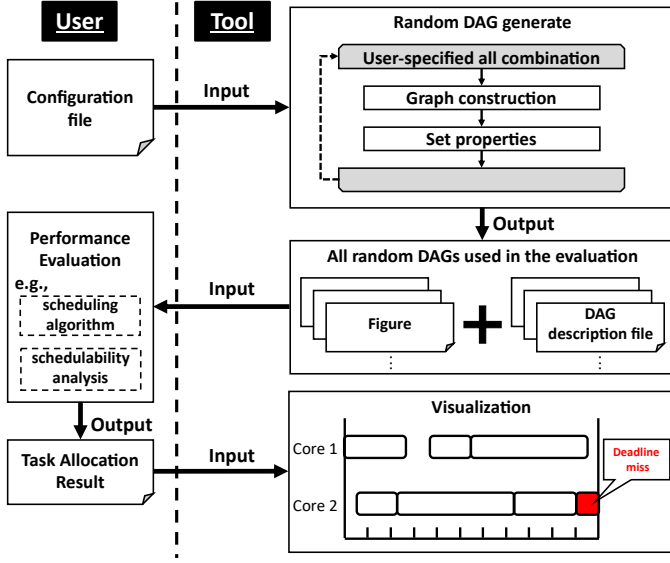 User
Tool
Random DAG generate
User-specified all combination
Configuration
file
Input
Graph construction
Set properties
Output
Performance
Evaluation
e.g.,
scheduling
algorithm
schedulability
analysis
Input
All random DAGs used in the evaluation
Figure
DAG
description file
Output
Task Allocation
Result
Input
Visualization
Core 1
Core 2
Deadline
miss